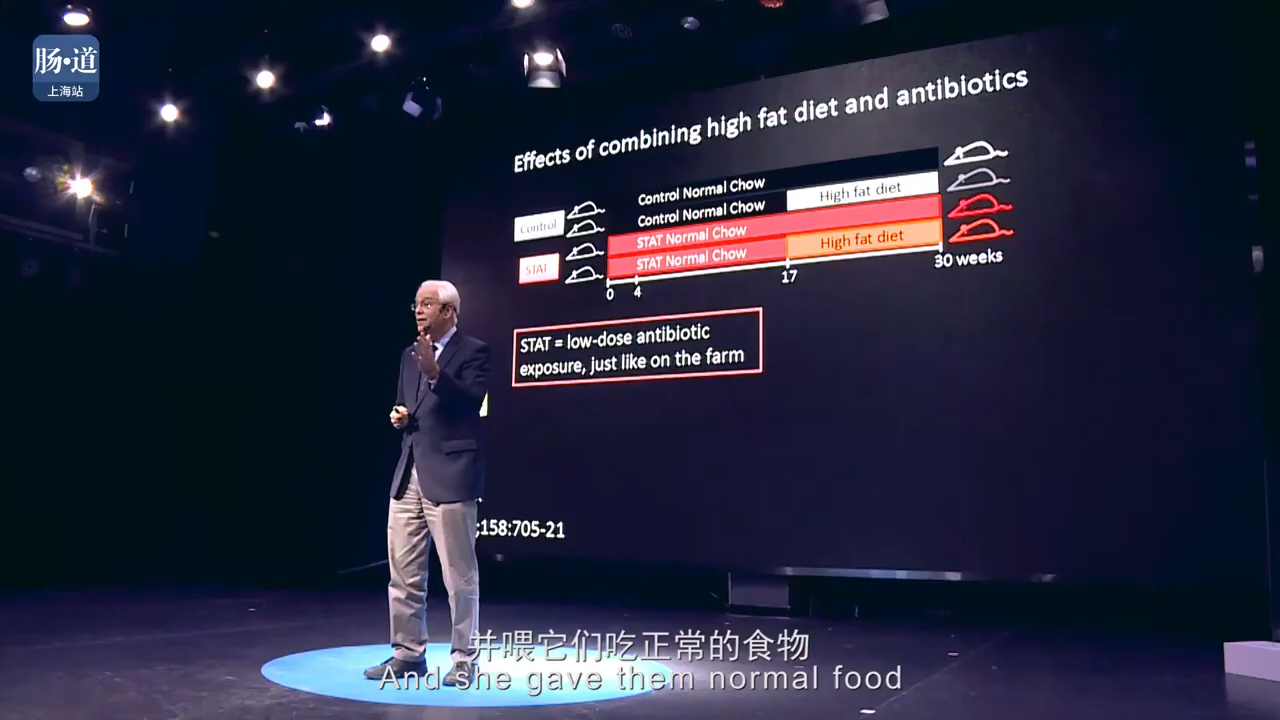 肠·道
上海站
Effects of combining high fat diet and antibiotics
Control Normal Chow
High fat diet
Control
Control Normal Chow
STAT Normal Chow
STAT
STAT Normal Chow
High fat diet
0
4
17
30 weeks
STAT = low-dose antibiotic
exposure, just like on the farm
;158:705-21
并喂它们吃正常的食物
And she gave them normal food